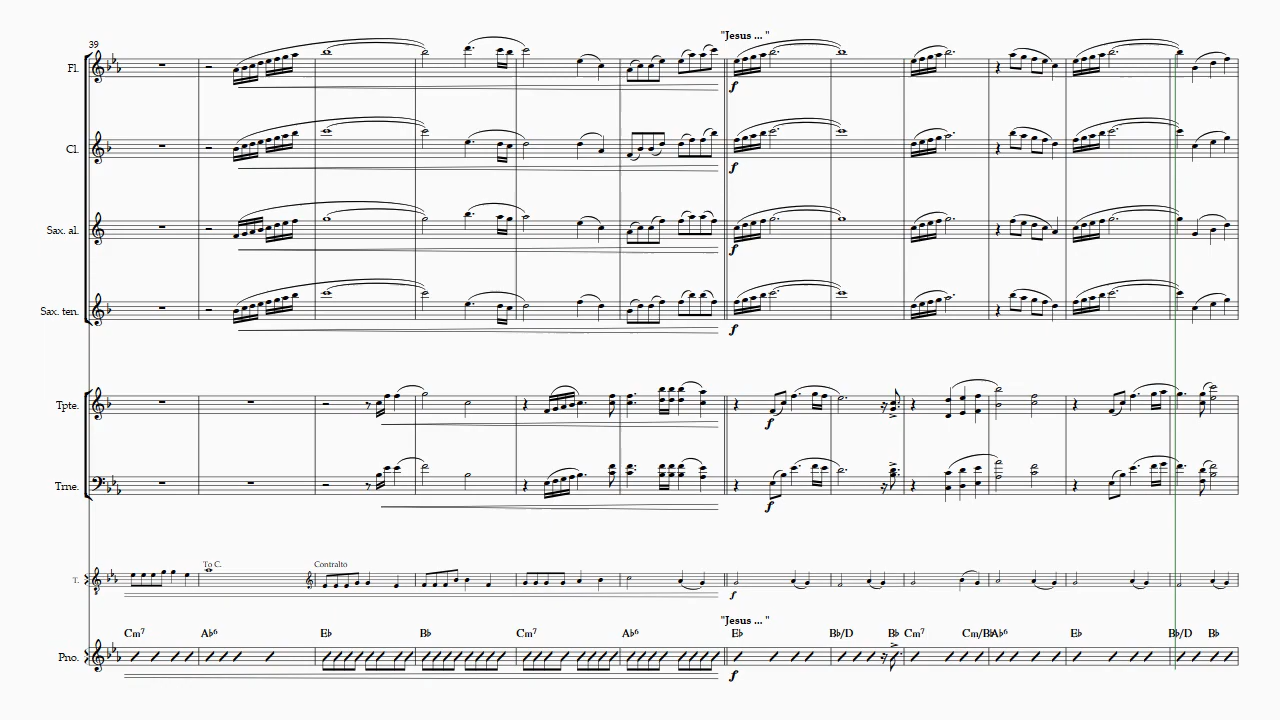 "Jesus ... "
39
Fl.
f
Cl.
f
Sax. al.
f
Sax. ten.
f
Tpte.
f
Trne.
f
To C.
Contralto
T.
f
"Jesus ... "
Cm7 Ab6 Eb Bb Cm7 Ab6 Eb Bb/D Bb Cm7 Cm/Bb Ab6 Eb Bb/D Bb
Pno.
f